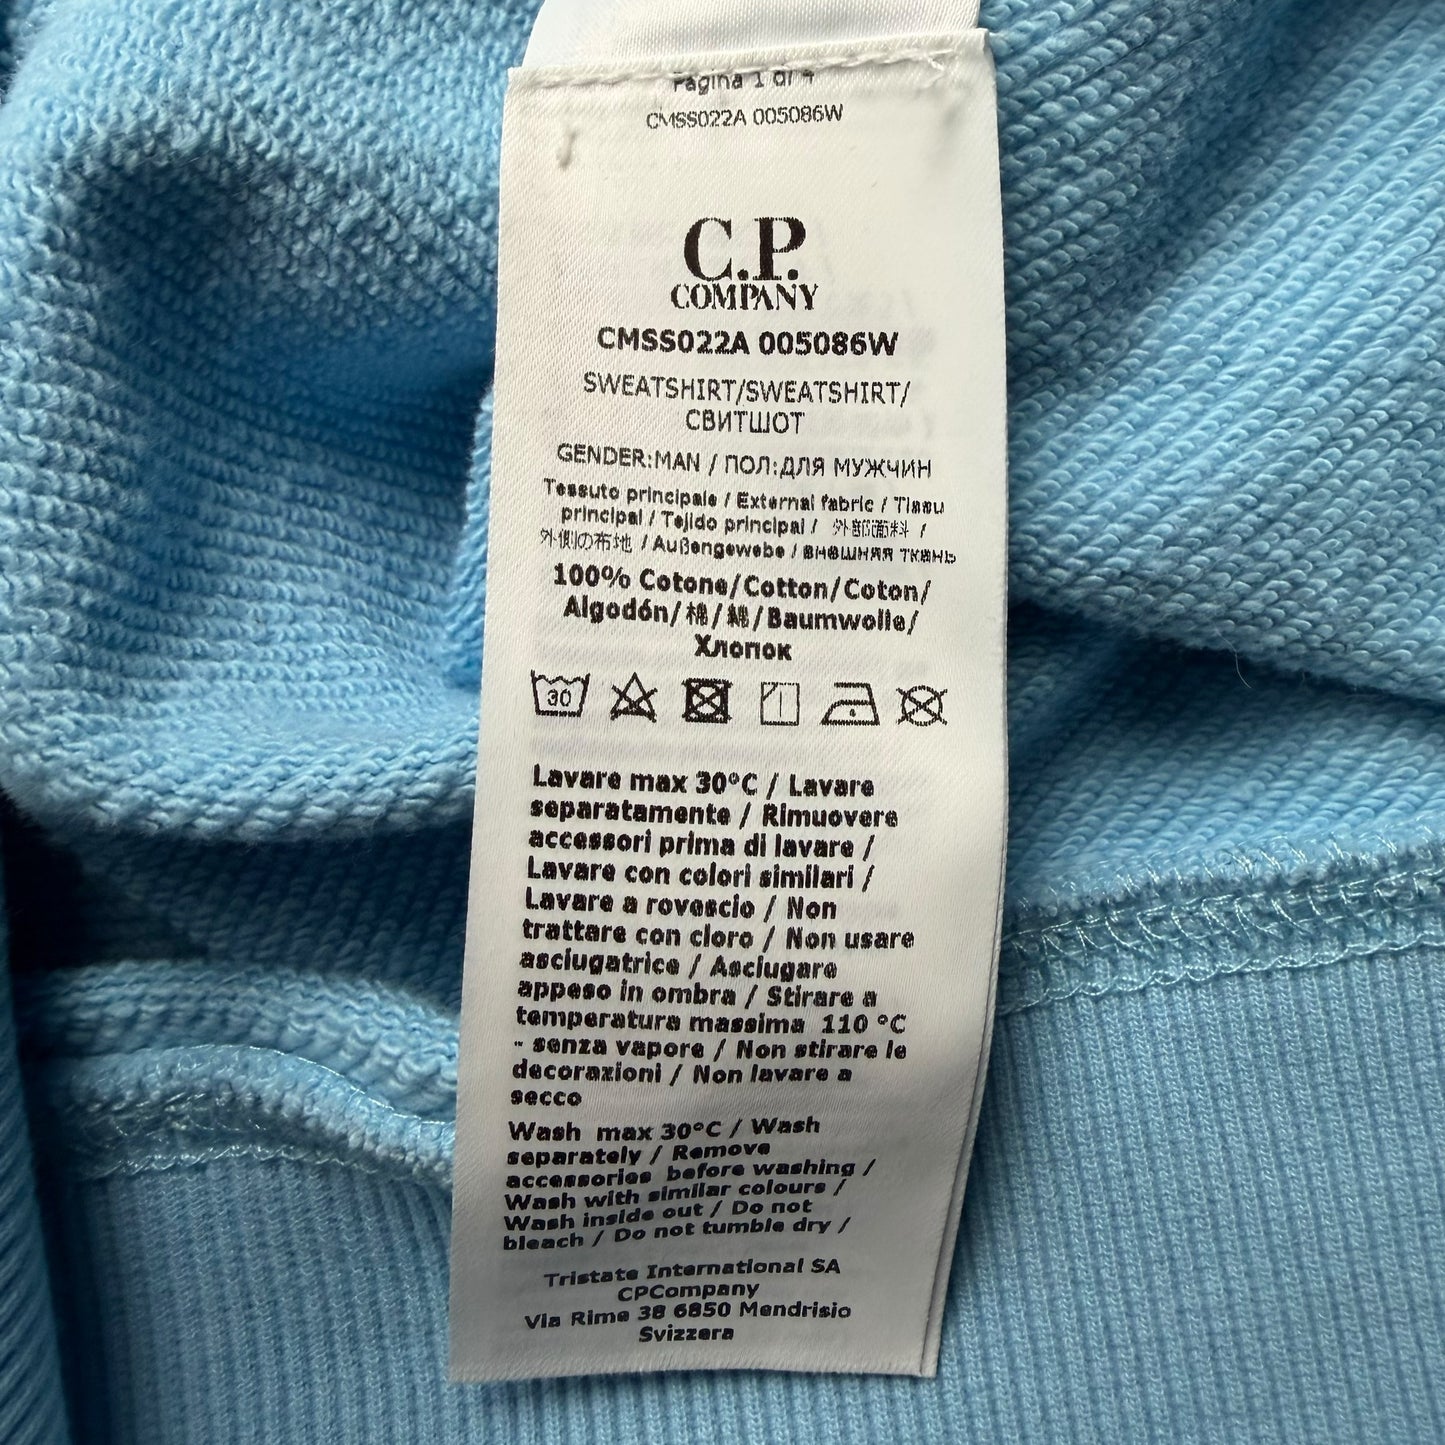 Pagina 1 di 4
CMSS022A 005086W
C.P.
COMPANY
CMSS022A 005086W
SWEATSHIRT/SWEATSHIRT/
СВИТШОТ
GENDER:MAN / ПОЛ:ДЛЯ МУЖЧИН
Tessuto principale / External fabric / Tissu
principal / Tejido principal / 外部面料 /
外側の布地 / Außengewebe / внешняя ткань
100% Cotone/Cotton/Coton/
Algodón/棉/綿/Baumwolle/
Хлопок
30
Lavare max 30°C / Lavare
separatamente / Rimuovere
accessori prima di lavare /
Lavare con colori similari /
Lavare a rovescio / Non
trattare con cloro / Non usare
asciugatrice / Asciugare
appeso in ombra / Stirare a
temperatura massima 110 °C
- senza vapore / Non stirare le
decorazioni / Non lavare a
secco
Wash max 30°C / Wash
separately / Remove
accessories before washing /
Wash with similar colours /
Wash inside out / Do not
bleach / Do not tumble dry /
Tristate International SA
CPCompany
Via Rime 38 6850 Mendrisio
Svizzera